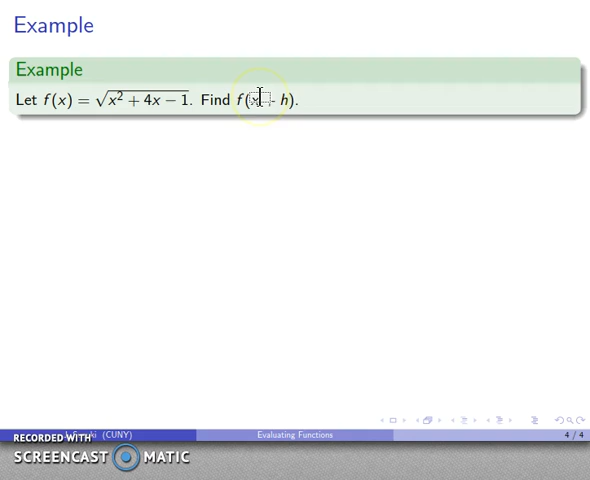 Example
Example
Let f(x) = √x² + 4x − 1. Find f(x h).
(CUNY)
Evaluating Functions
4 / 4
RECORDED WITH
SCREENCAST MATIC